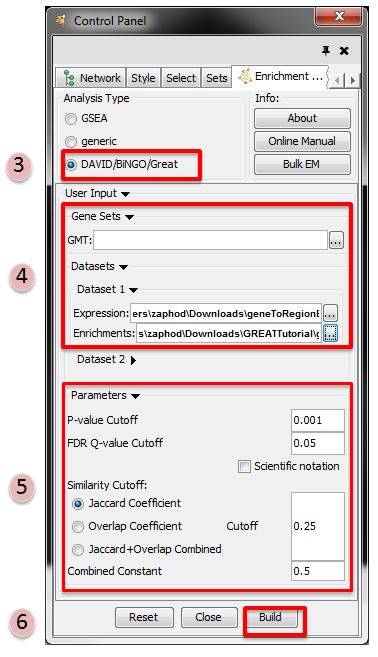 Control Panel
Network Style Select Sets Enrichment ...
Analysis Type
Info:
GSEA
About
generic
Online Manual
3
DAVID/BiNGO/Great
Bulk EM
User Input
Gene Sets
GMT:
...
4
Datasets
Dataset 1
Expression: ers\zaphod\Downloads\geneToRegionE ...
Enrichments: s\zaphod\Downloads\GREATTutorial\g ...
Dataset 2
Parameters
P-value Cutoff 0.001
FDR Q-value Cutoff 0.05
Scientific notation
5
Similarity Cutoff:
Jaccard Coefficient
Overlap Coefficient Cutoff 0.25
Jaccard+Overlap Combined
Combined Constant 0.5
6
Reset Close Build